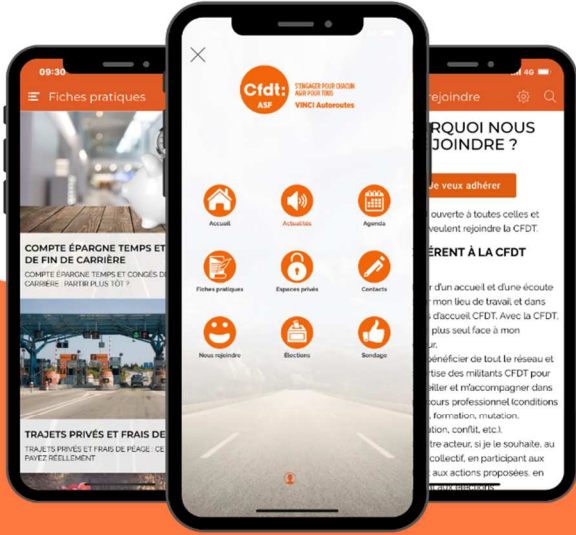 09:30
Fiches pratiques
COMPTE ÉPARGNE TEMPS ET
DE FIN DE CARRIÈRE
COMPTE ÉPARGNE TEMPS ET CONGÉS D
CARRIÈRE : PARTIR PLUS TÔT ?
TRAJETS PRIVÉS ET FRAIS DE
TRAJETS PRIVÉS ET FRAIS DE PÉAGE : CE
PAYEZ RÉELLEMENT
Cfdt:
ASF
S'ENGAGER POUR CHACUN
AGIR POUR TOUS
VINCI Autoroutes
Accueil
Actualités
Agenda
Fiches pratiques
Espaces privés
Contacts
Nous rejoindre
Élections
Sondage
4G
rejoindre
RQUOI NOUS
JOINDRE ?
Je veux adhérer
ouverte à toutes celles et
veulent rejoindre la CFDT.
ÉRENT À LA CFDT
r d'un accueil et d'une écoute
r mon lieu de travail et dans
s d'accueil CFDT. Avec la CFDT,
plus seul face à mon
ur.
bénéficier de tout le réseau et
rtise des militants CFDT pour
eiller et m'accompagner dans
ours professionnel (conditions
, formation, mutation,
ation, conflit, etc.).
tre acteur, si je le souhaite, au
collectif, en participant aux
aux actions proposées, en
nt aux élections